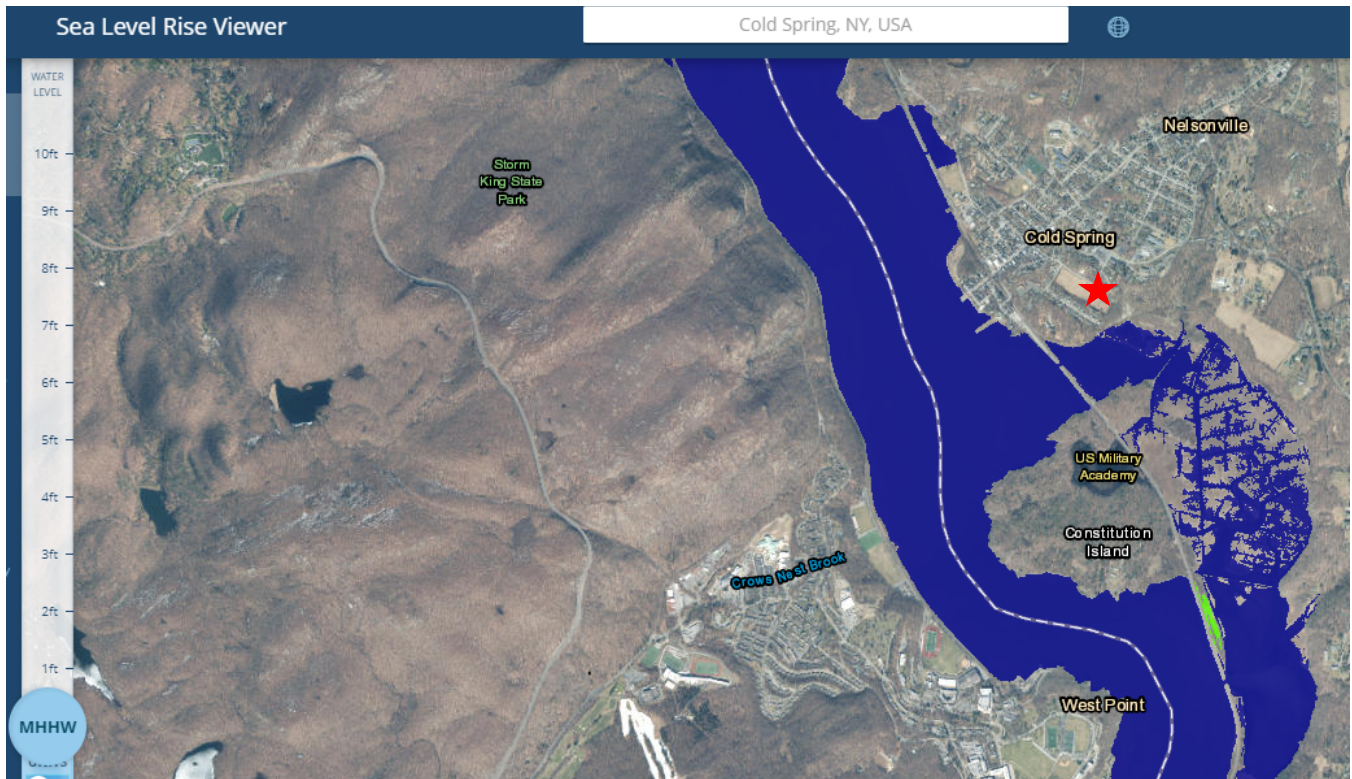 Sea Level Rise Viewer
Cold Spring, NY, USA
WATER
LEVEL
10ft
9ft
8ft
7ft
6ft
5ft
4ft
3ft
2ft
1ft
MHHW
Nelsonville
Storm
King State
Park
Cold Spring
US Military
Academy
Constitution
Island
Crows Nest Brook
West Point